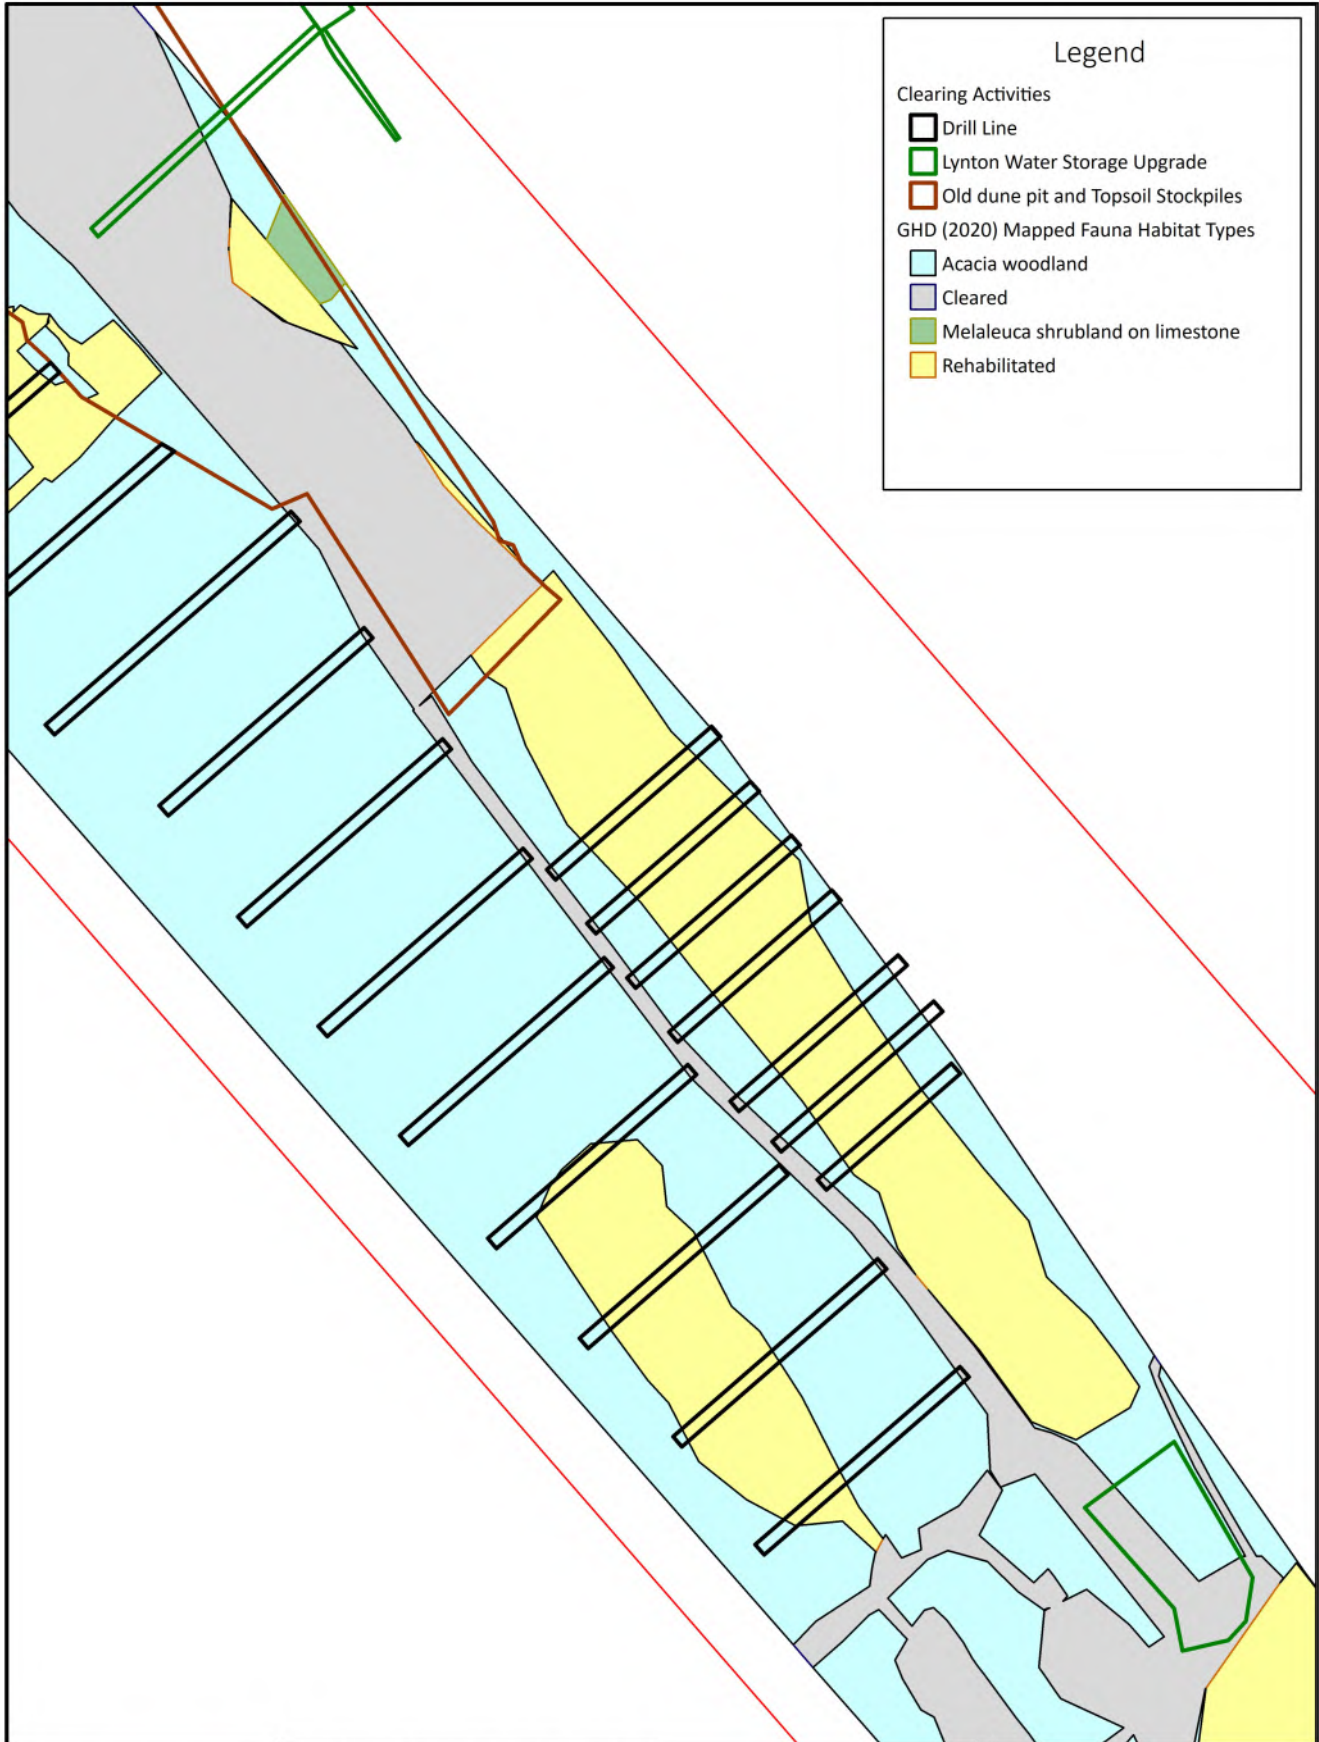 Legend
Clearing Activities
Drill Line
Lynton Water Storage Upgrade
Old dune pit and Topsoil Stockpiles
GHD (2020) Mapped Fauna Habitat Types
Acacia woodland
Cleared
Melaleuca shrubland on limestone
Rehabilitated